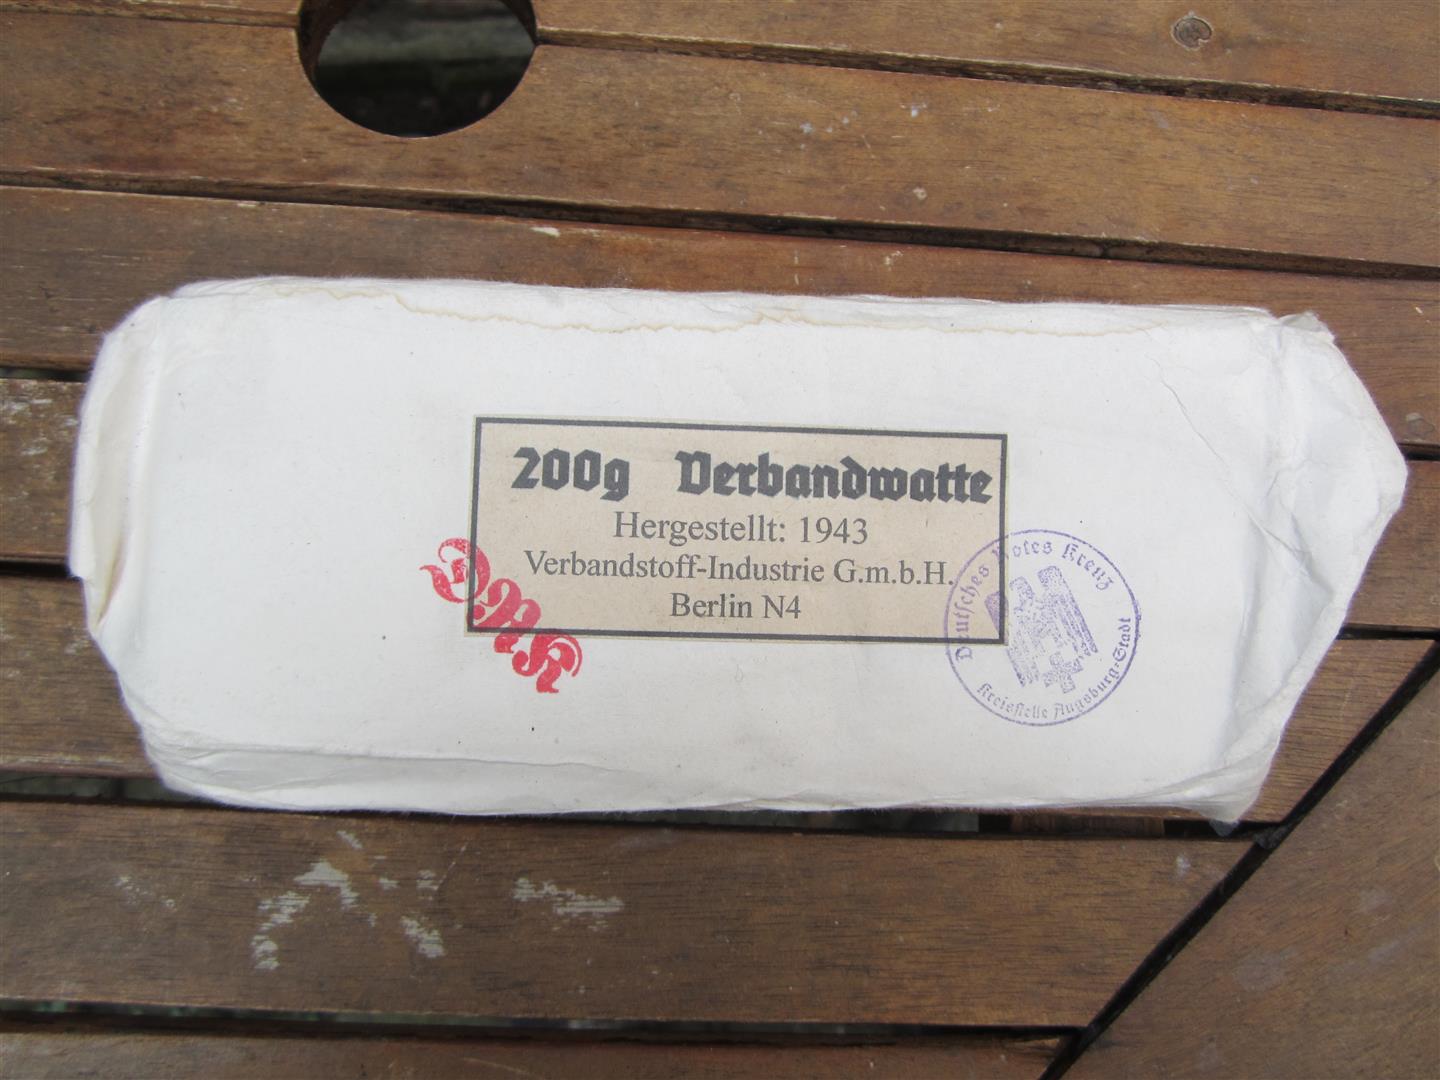 200g Verbandwatte
Hergestellt: 1943
Verbandstoff-Industrie G.m.b.H.
Berlin N4
DRK
Deutsches Rotes Kreuz
Kreisstelle Augsburg-Stadt